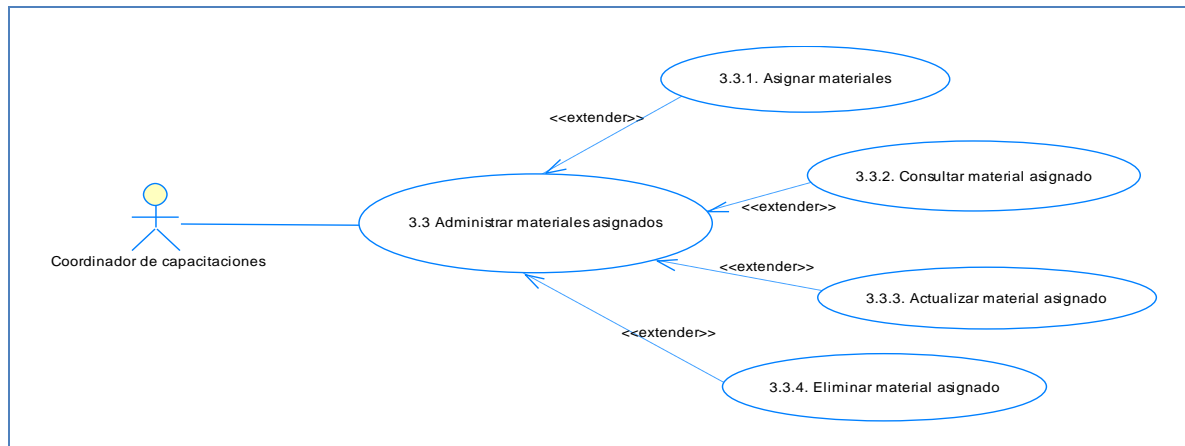 3.3.1. Asignar materiales
<<extender>>
3.3.2. Consultar material asignado
<<extender>>
3.3 Administrar materiales asignados
Coordinador de capacitaciones
<<extender>>
3.3.3. Actualizar material asignado
<<extender>>
3.3.4. Eliminar material asignado